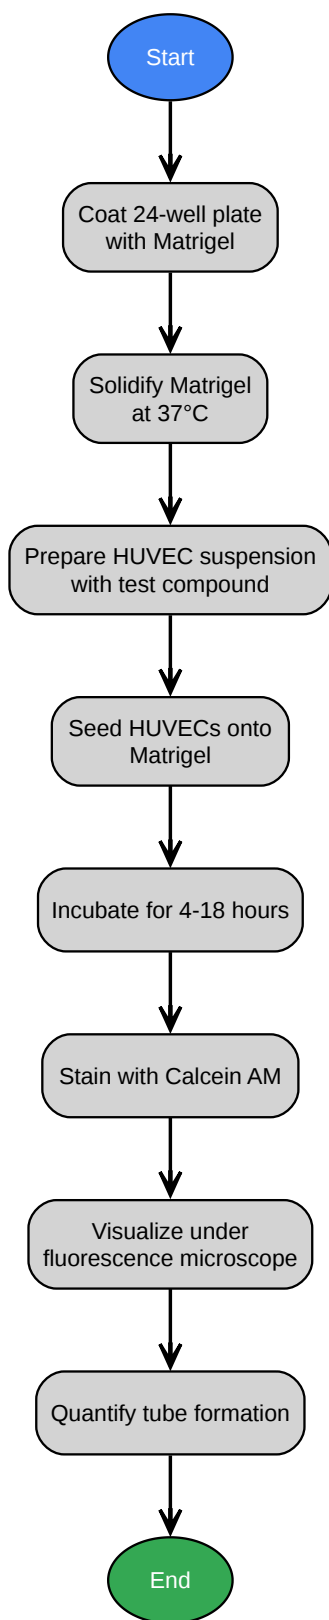 Start
Coat 24-well plate
with Matrigel
Solidify Matrigel
at 37°C
Prepare HUVEC suspension
with test compound
Seed HUVECs onto
Matrigel
Incubate for 4-18 hours
Stain with Calcein AM
Visualize under
fluorescence microscope
Quantify tube formation
End